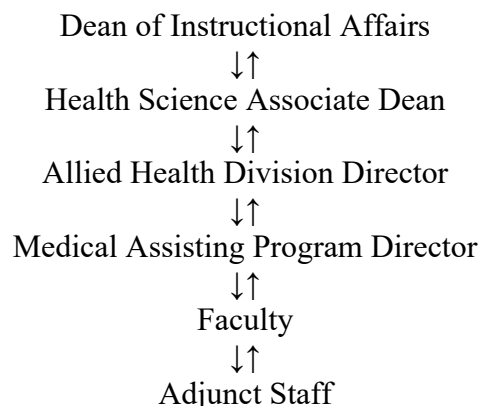 Dean of Instructional Affairs
↓↑
Health Science Associate Dean
↓↑
Allied Health Division Director
↓↑
Medical Assisting Program Director
↓↑
Faculty
↓↑
Adjunct Staff